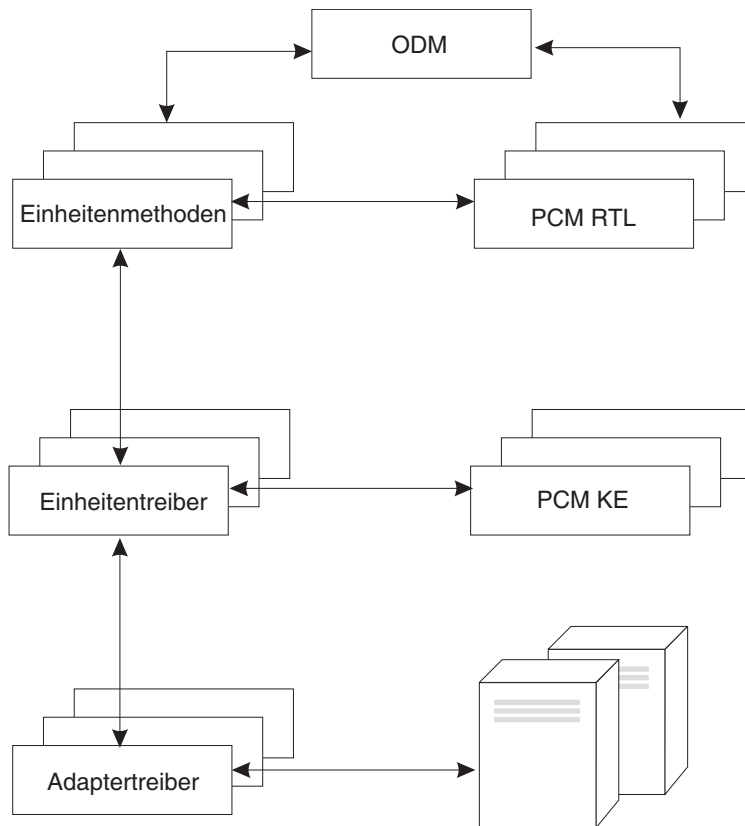 ODM
Einheitenmethoden
PCM RTL
Einheitentreiber
PCM KE
Adaptertreiber